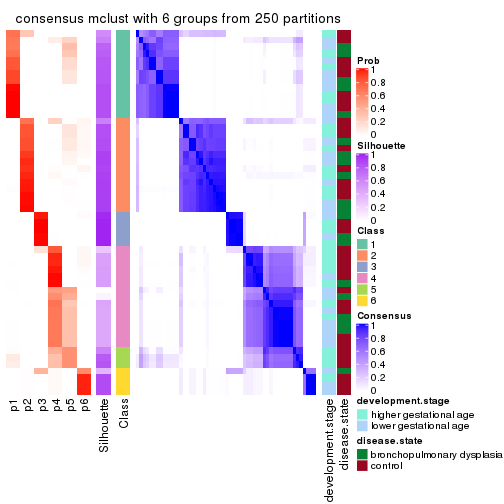 consensus mclust with 6 groups from 250 partitions
Prob
1
0.8
0.6
0.4
0.2
0
Silhouette
1
0.8
0.6
0.4
0.2
0
Class
1
2
3
4
5
6
Consensus
1
0.8
0.6
0.4
0.2
0
development.stage
higher gestational age
lower gestational age
disease.state
bronchopulmonary dysplasia
control
p1
p2
p3
p4
p5
p6
Silhouette
Class
development.stage
disease.state